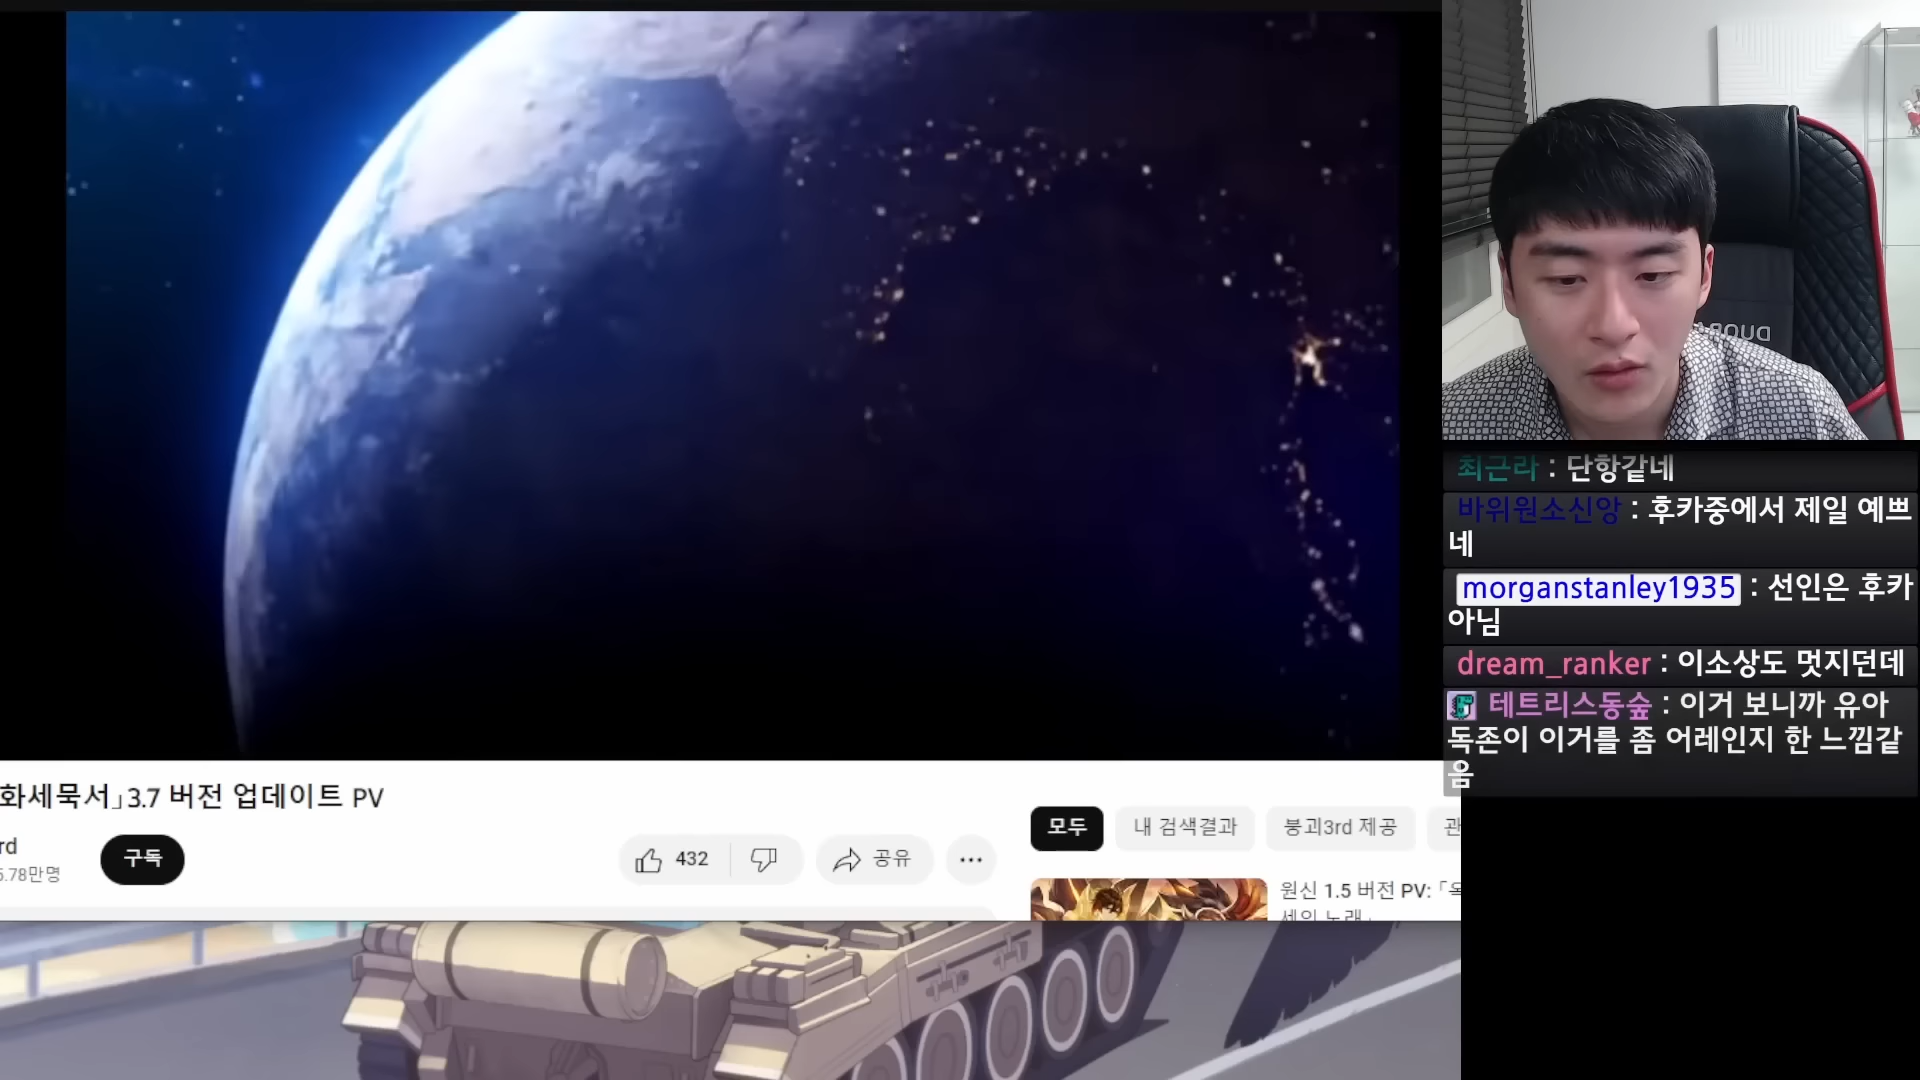 최근라 : 단항같네
바위원소신앙 : 후카중에서 제일 예쁘
네
morganstanley1935 : 선인은 후카
아님
dream_ranker : 이소상도 멋지던데
테트리스동숲 : 이거 보니까 유아
독존이 이거를 좀 어레인지 한 느낌같
음
화세묵서」3.7 버전 업데이트 PV
rd
5.78만명
구독
432
공유
모두
내 검색결과
붕괴3rd 제공
관
원신 1.5 버전 PV: 「옥
세의 노래」